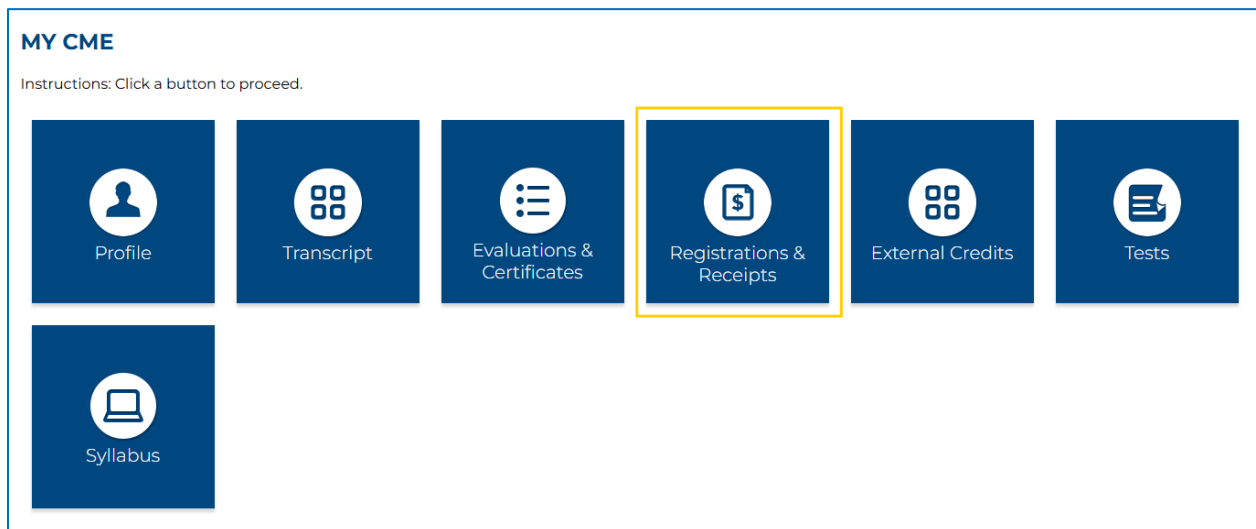 MY CME
Instructions: Click a button to proceed.
Profile
Transcript
Evaluations &
Certificates
$
Registrations &
Receipts
External Credits
Tests
Syllabus